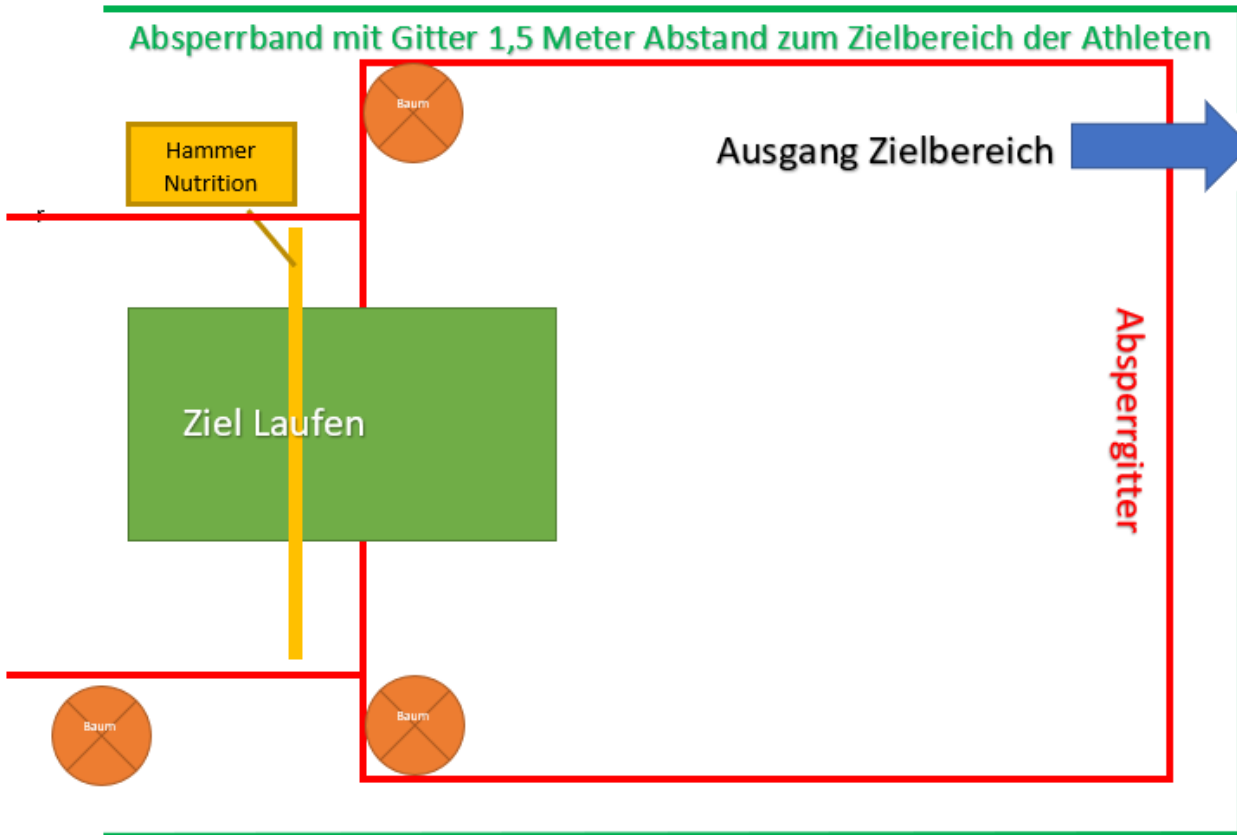 Absperrband mit Gitter 1,5 Meter Abstand zum Zielbereich der Athleten
Baum
Hammer
Nutrition
Ausgang Zielbereich
r
Ziel Laufen
Absperrgitter
Baum
Baum